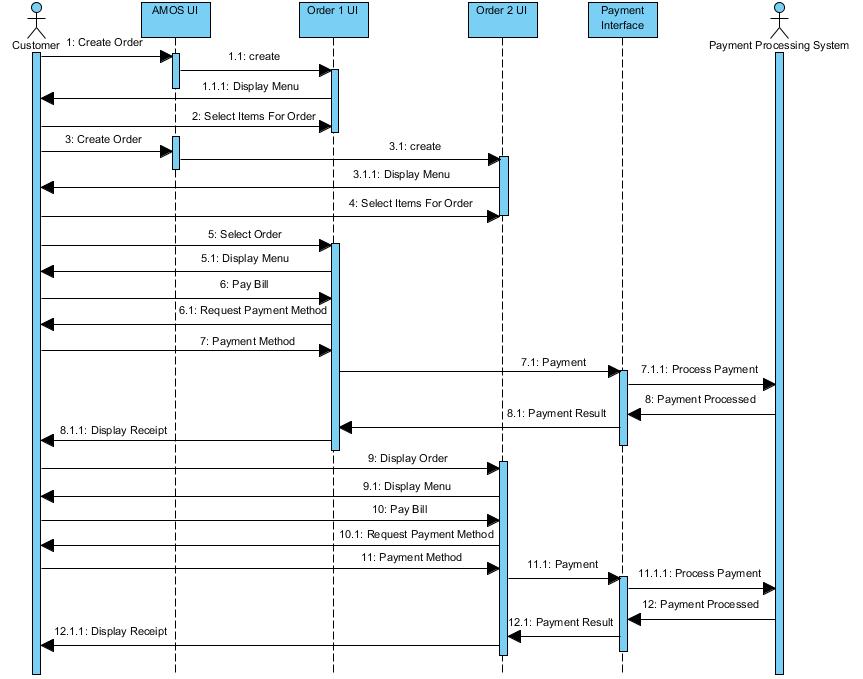 AMOS UI
Order 1 UI
Order 2 UI
Payment
Interface
Customer
Payment Processing System
1: Create Order
1.1: create
1.1.1: Display Menu
2: Select Items For Order
3: Create Order
3.1: create
3.1.1: Display Menu
4: Select Items For Order
5: Select Order
5.1: Display Menu
6: Pay Bill
6.1: Request Payment Method
7: Payment Method
7.1: Payment
7.1.1: Process Payment
8: Payment Processed
8.1: Payment Result
8.1.1: Display Receipt
9: Display Order
9.1: Display Menu
10: Pay Bill
10.1: Request Payment Method
11: Payment Method
11.1: Payment
11.1.1: Process Payment
12: Payment Processed
12.1: Payment Result
12.1.1: Display Receipt